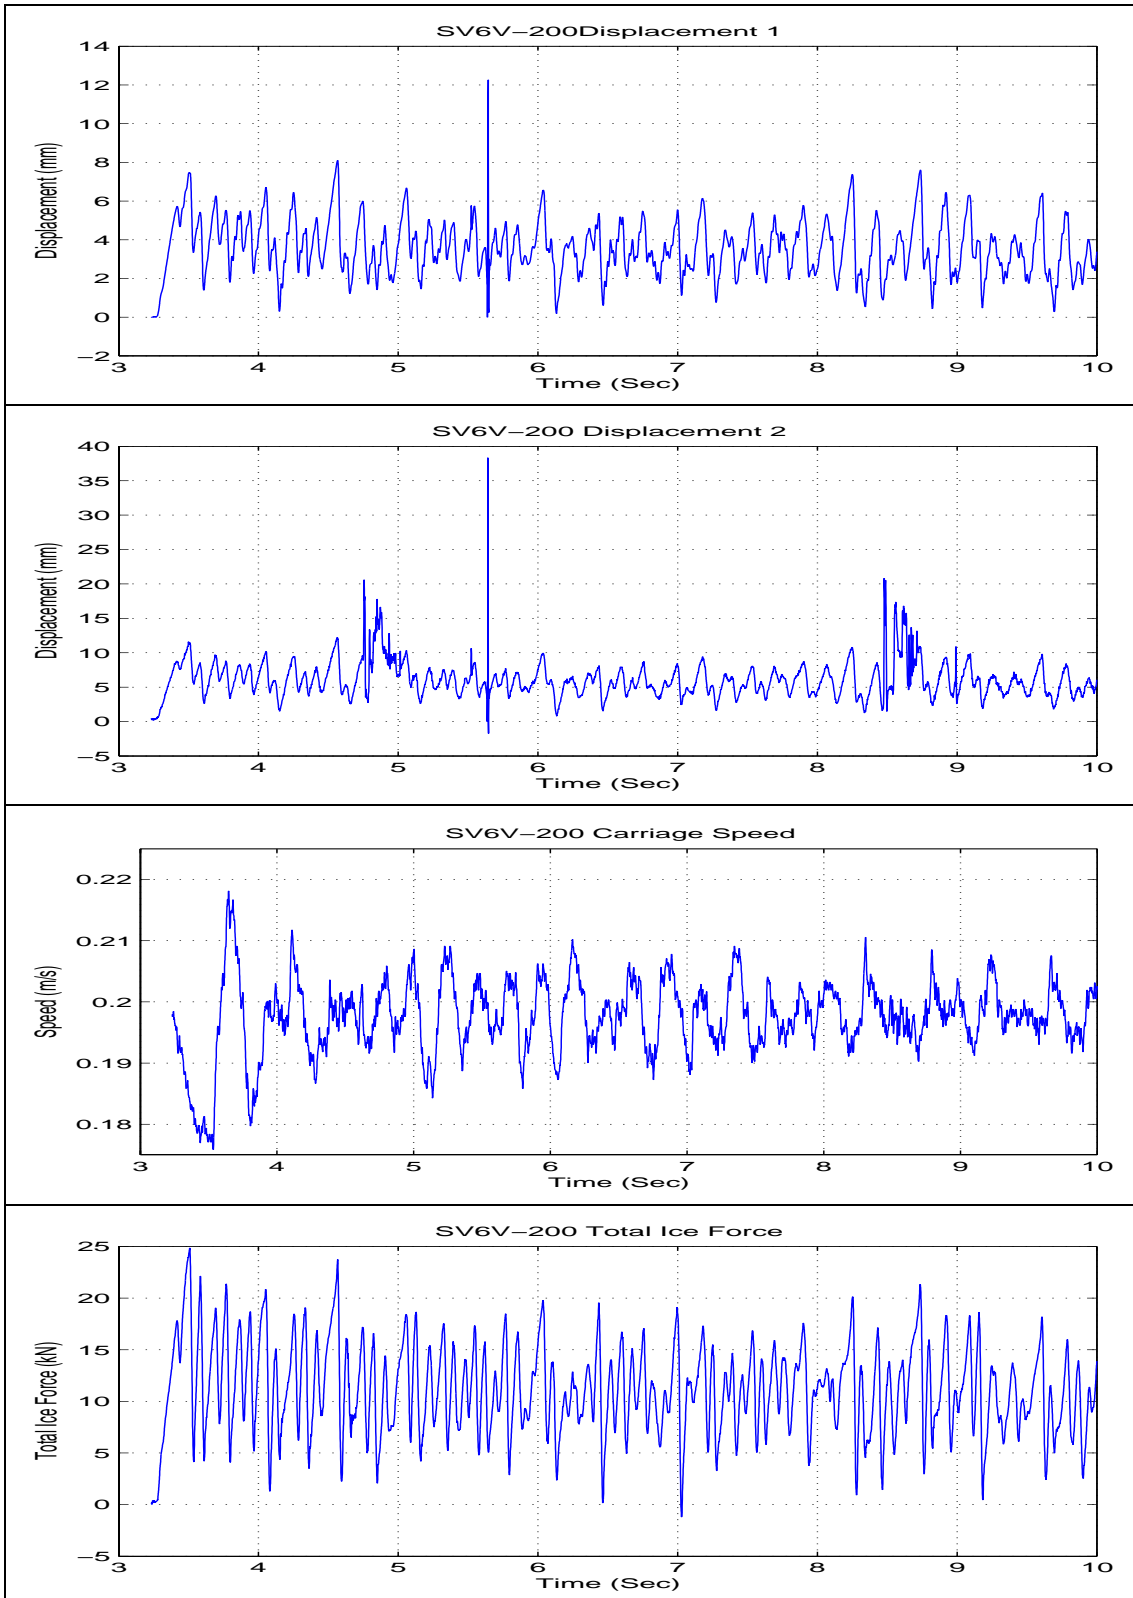 SV6V−200Displacement 1
14
12
10
8
6
4
2
0
−2
Displacement (mm)
3 4 5 6 7 8 9 10
Time (Sec)
SV6V−200 Displacement 2
40
35
30
25
20
15
10
5
0
−5
Displacement (mm)
3 4 5 6 7 8 9 10
Time (Sec)
SV6V−200 Carriage Speed
0.22
0.21
0.2
0.19
0.18
Speed (m/s)
3 4 5 6 7 8 9 10
Time (Sec)
SV6V−200 Total Ice Force
25
20
15
10
5
0
−5
Total Ice Force (kN)
3 4 5 6 7 8 9 10
Time (Sec)